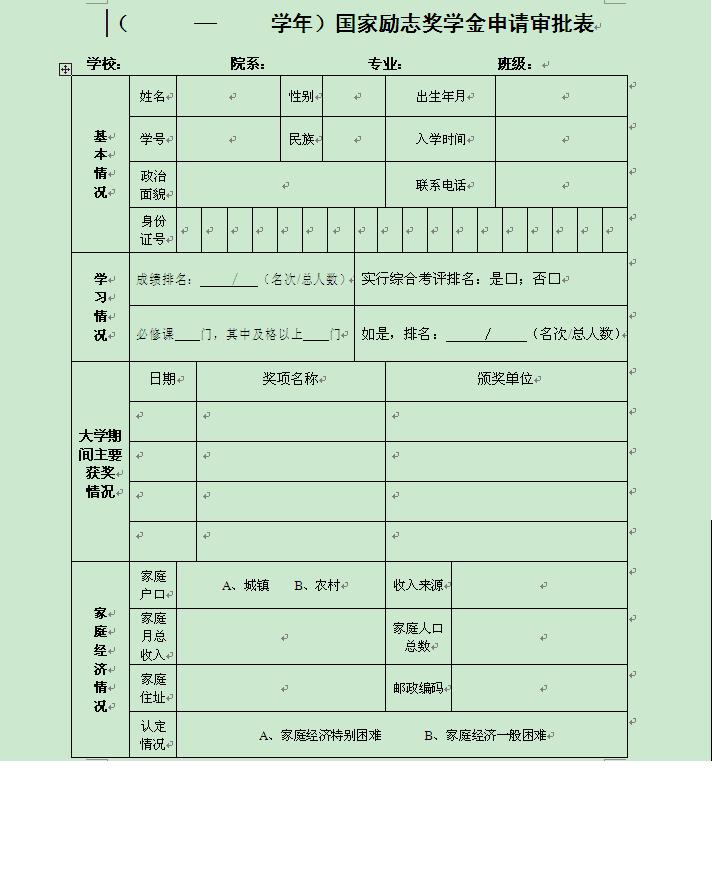 （ — 学年）国家励志奖学金申请审批表
学校： 院系： 专业： 班级：
基本情况
姓名 性别 出生年月
学号 民族 入学时间
政治面貌 联系电话
身份证号
学习情况
成绩排名：____/____（名次/总人数） 实行综合考评排名：是□；否□
必修课____门，其中及格以上____门 如是，排名：______/______（名次/总人数）
大学期间主要获奖情况
日期 奖项名称 颁奖单位
家庭经济情况
家庭户口 A、城镇 B、农村 收入来源
家庭月总收入 家庭人口总数
家庭住址 邮政编码
认定情况 A、家庭经济特别困难 B、家庭经济一般困难